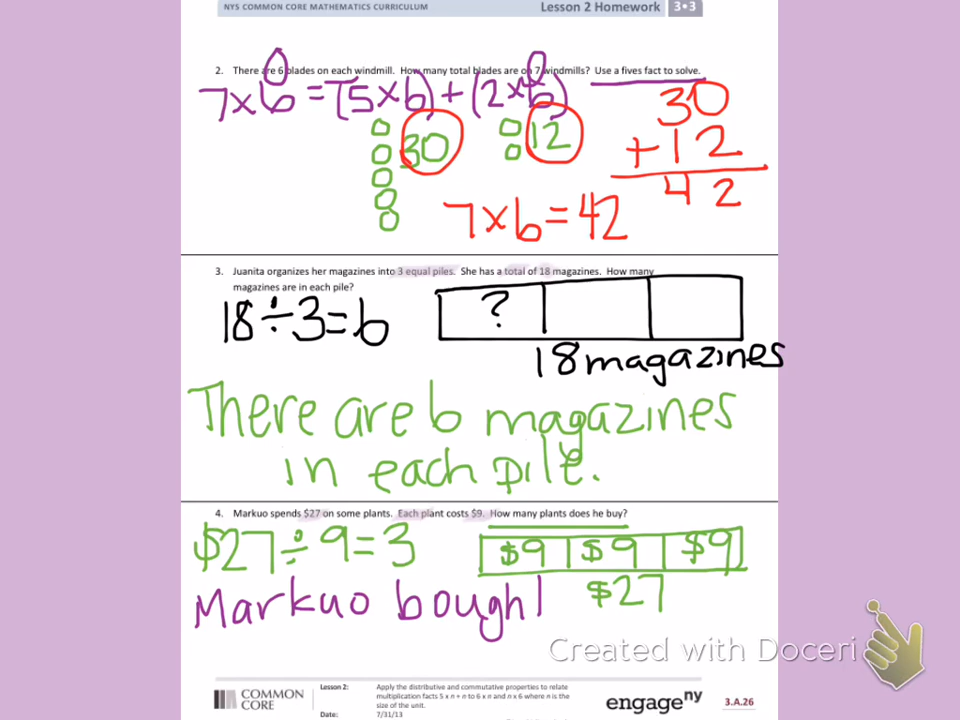 NYS COMMON CORE MATHEMATICS CURRICULUM Lesson 2 Homework 3•3
2. There are 6 blades on each windmill. How many total blades are on 7 windmills? Use a fives fact to solve.
7×6=(5×6)+(2×6)
30
+12
42
30 12
7×6=42
3. Juanita organizes her magazines into 3 equal piles. She has a total of 18 magazines. How many
magazines are in each pile?
18÷3=6
?
18 magazines
There are 6 magazines
in each pile.
4. Markuo spends $27 on some plants. Each plant costs $9. How many plants does he buy?
$27÷9=3
$9 $9 $9
$27
Markuo bough
Created with Doceri
COMMON
CORE
Lesson 2:
Apply the distributive and commutative properties to relate
multiplication facts 5 x n + n to 6 x n and n x 6 where n is the
size of the unit.
Date:
7/31/13
engageny
3.A.26